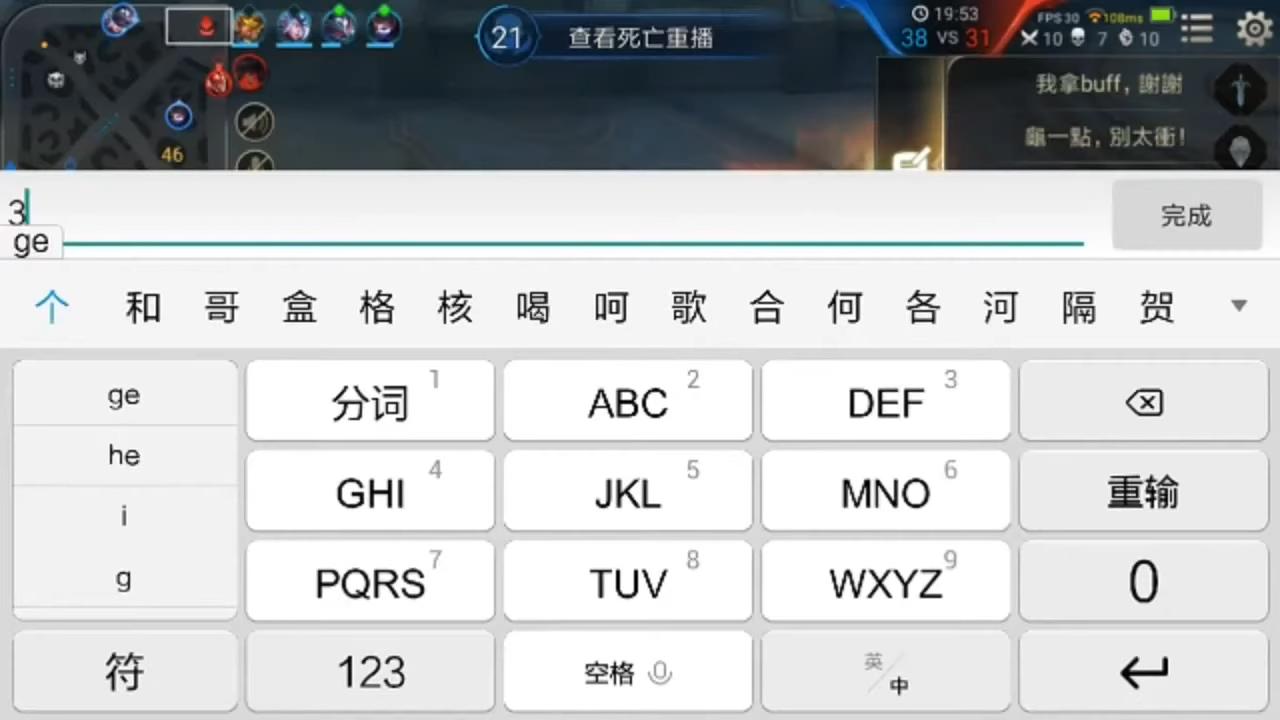 21 查看死亡重播
19:53
38 VS 31
FPS 30 108ms
10 7 10
46
我拿buff，謝謝
龜一點，別太衝！
3
ge
完成
个 和 哥 盒 格 核 喝 呵 歌 合 何 各 河 隔 贺
ge
he
i
g
分词 1
ABC 2
DEF 3
GHI 4
JKL 5
MNO 6
重输
PQRS 7
TUV 8
WXYZ 9
0
符
123
空格
英/中